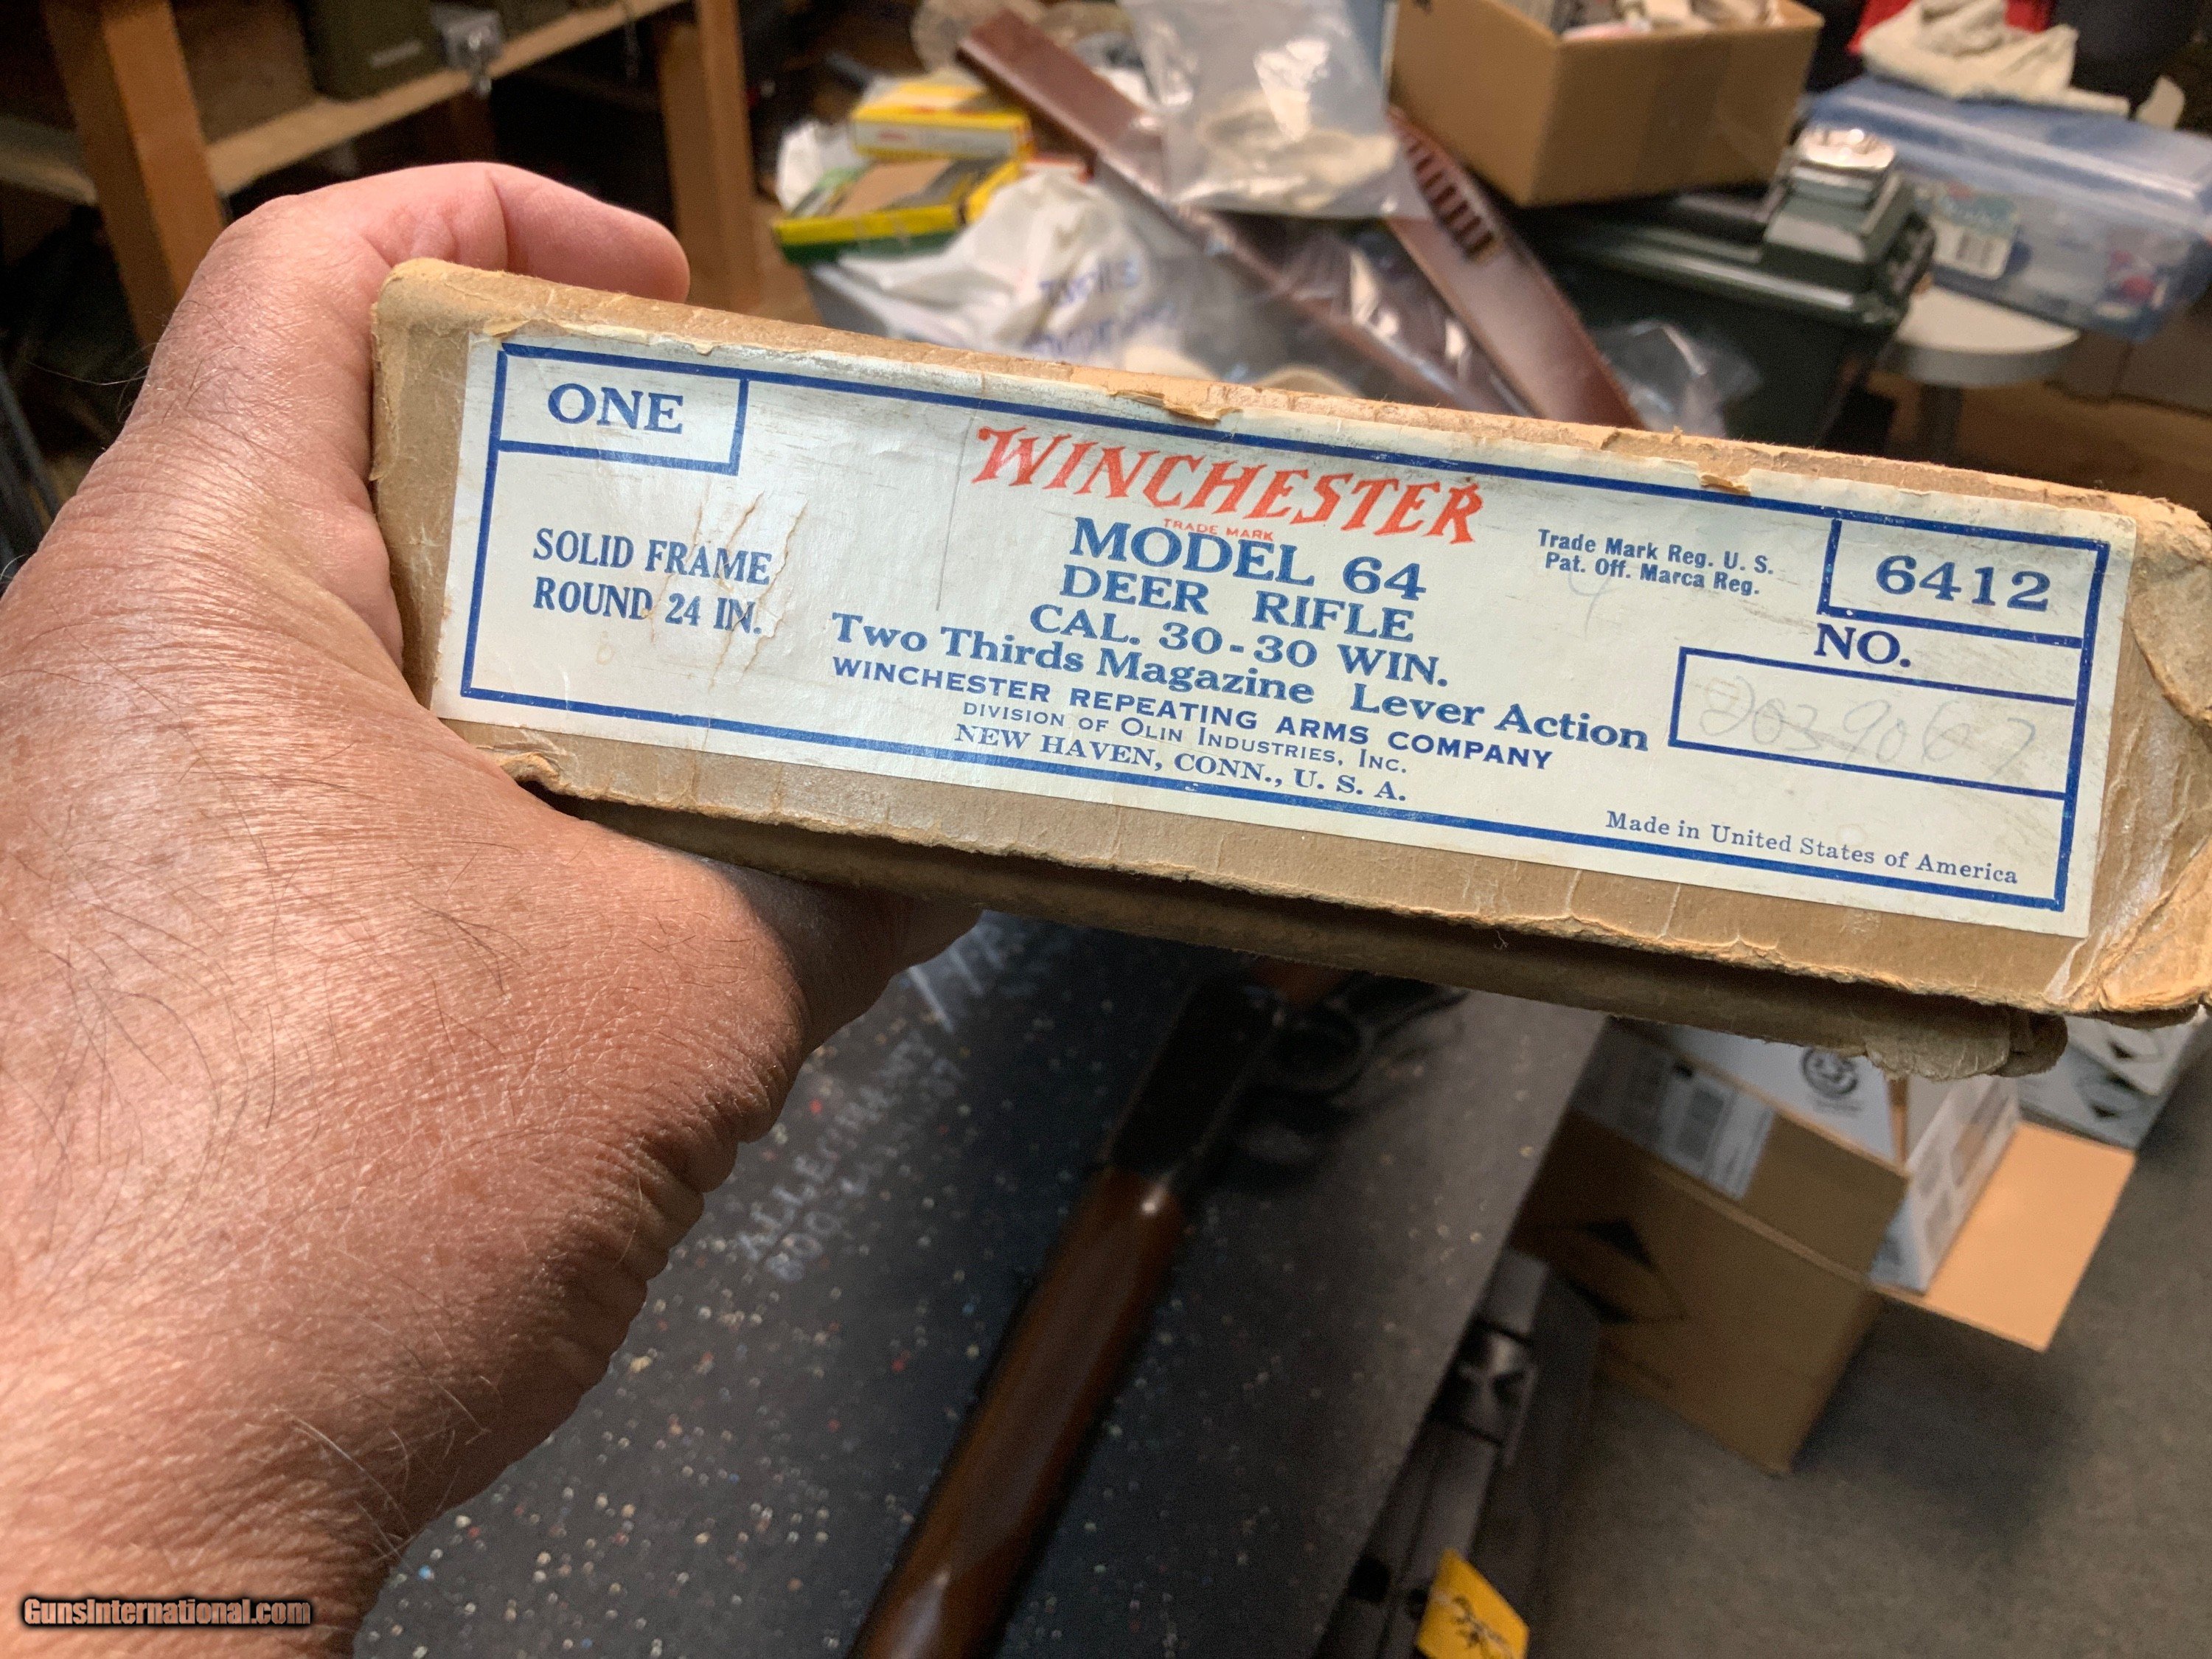 ONE
SOLID FRAME
ROUND 24 IN.
WINCHESTER
TRADE MARK
MODEL 64
DEER RIFLE
CAL. 30-30 WIN.
Two Thirds Magazine Lever Action
WINCHESTER REPEATING ARMS COMPANY
DIVISION OF OLIN INDUSTRIES, INC.
NEW HAVEN, CONN., U. S. A.
Trade Mark Reg. U. S.
Pat. Off. Marca Reg.
6412
NO.
Made in United States of America
GunsInternational.com